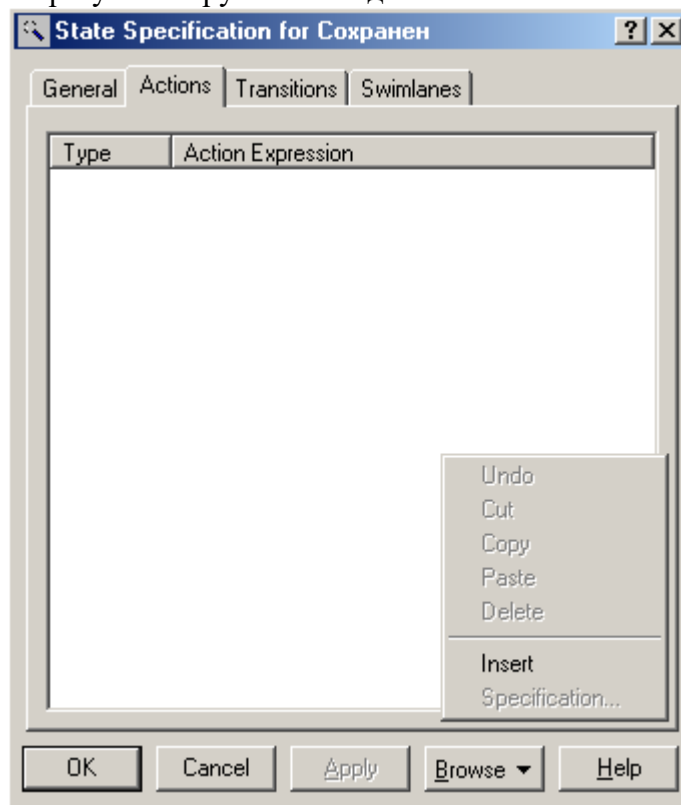 State Specification for Сохранен
General Actions Transitions Swimlanes
Type Action Expression
Undo
Cut
Copy
Paste
Delete
Insert
Specification...
OK Cancel Apply Browse Help